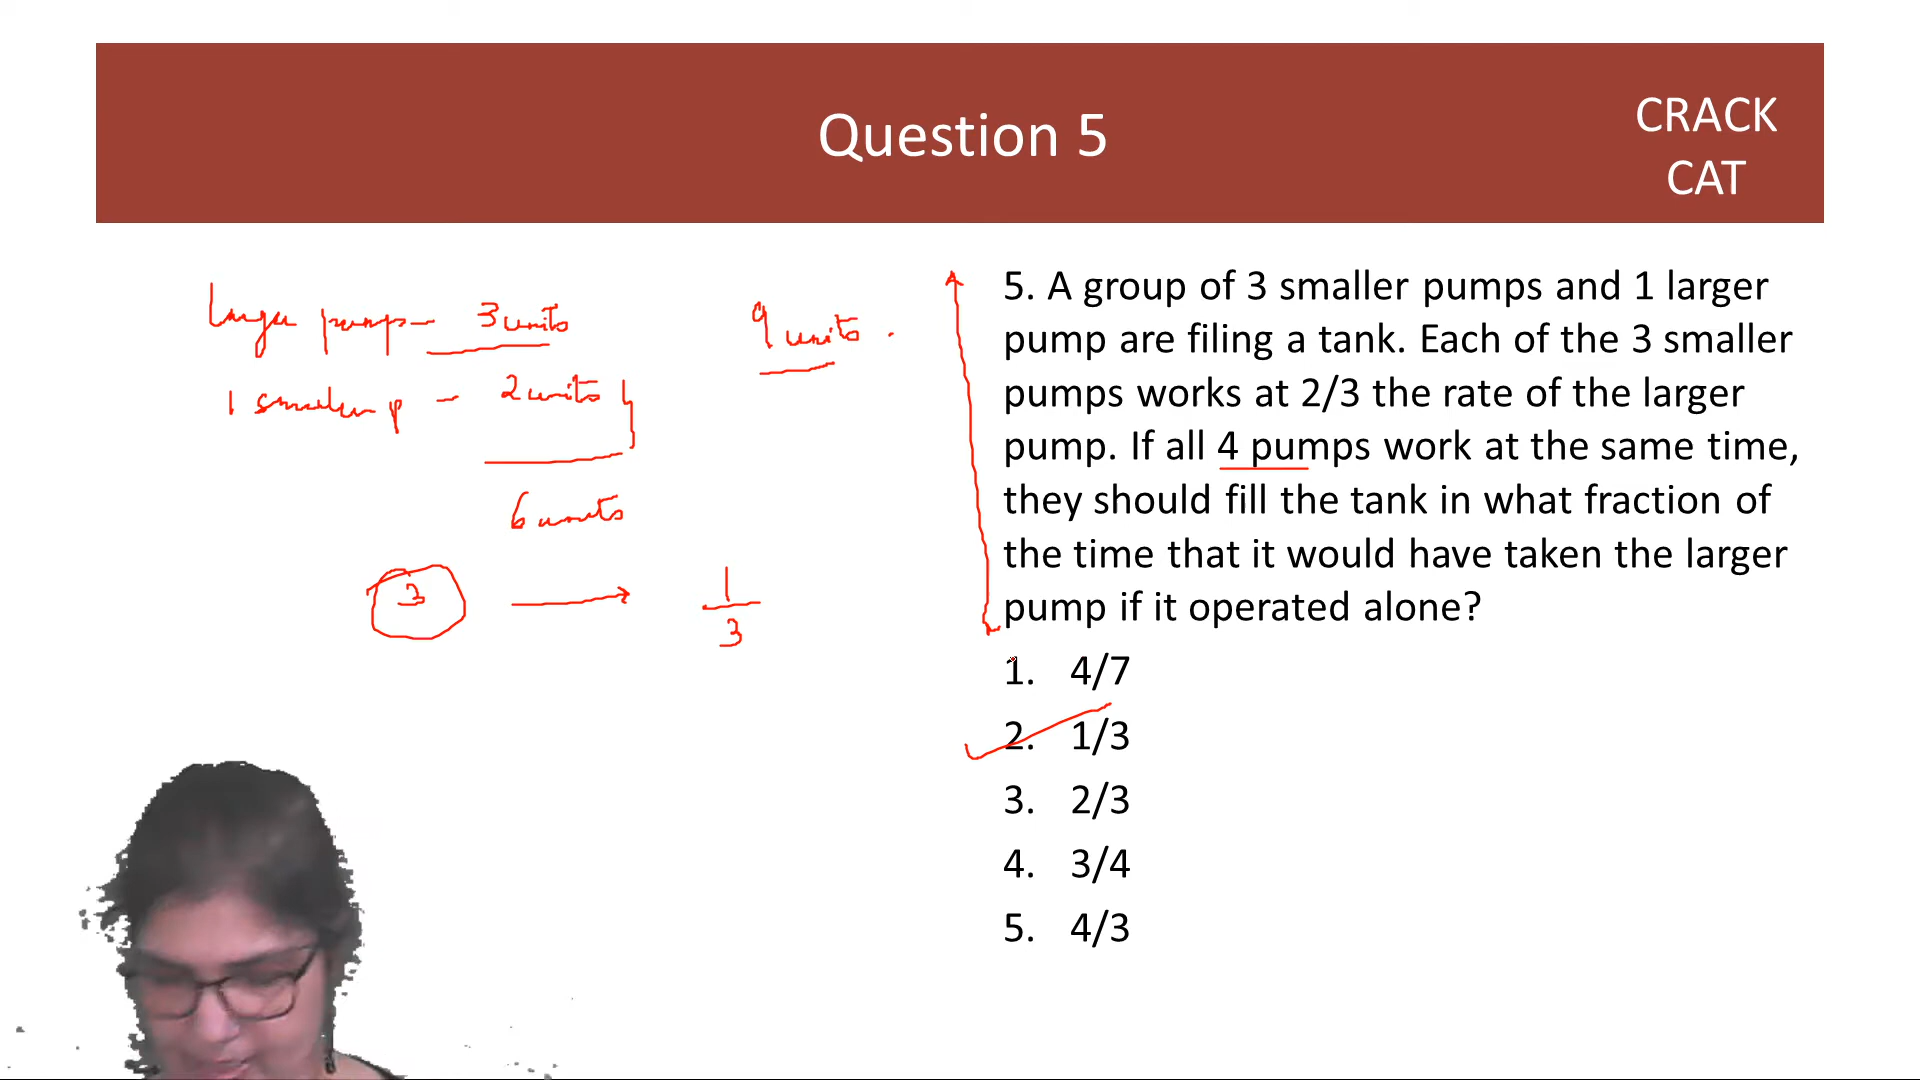 Question 5
CRACK
CAT
larger pump - 3 units
9 units.
1 smaller p - 2 units
6 units
3 → 1/3
5. A group of 3 smaller pumps and 1 larger
pump are filing a tank. Each of the 3 smaller
pumps works at 2/3 the rate of the larger
pump. If all 4 pumps work at the same time,
they should fill the tank in what fraction of
the time that it would have taken the larger
pump if it operated alone?
1. 4/7
2. 1/3
3. 2/3
4. 3/4
5. 4/3